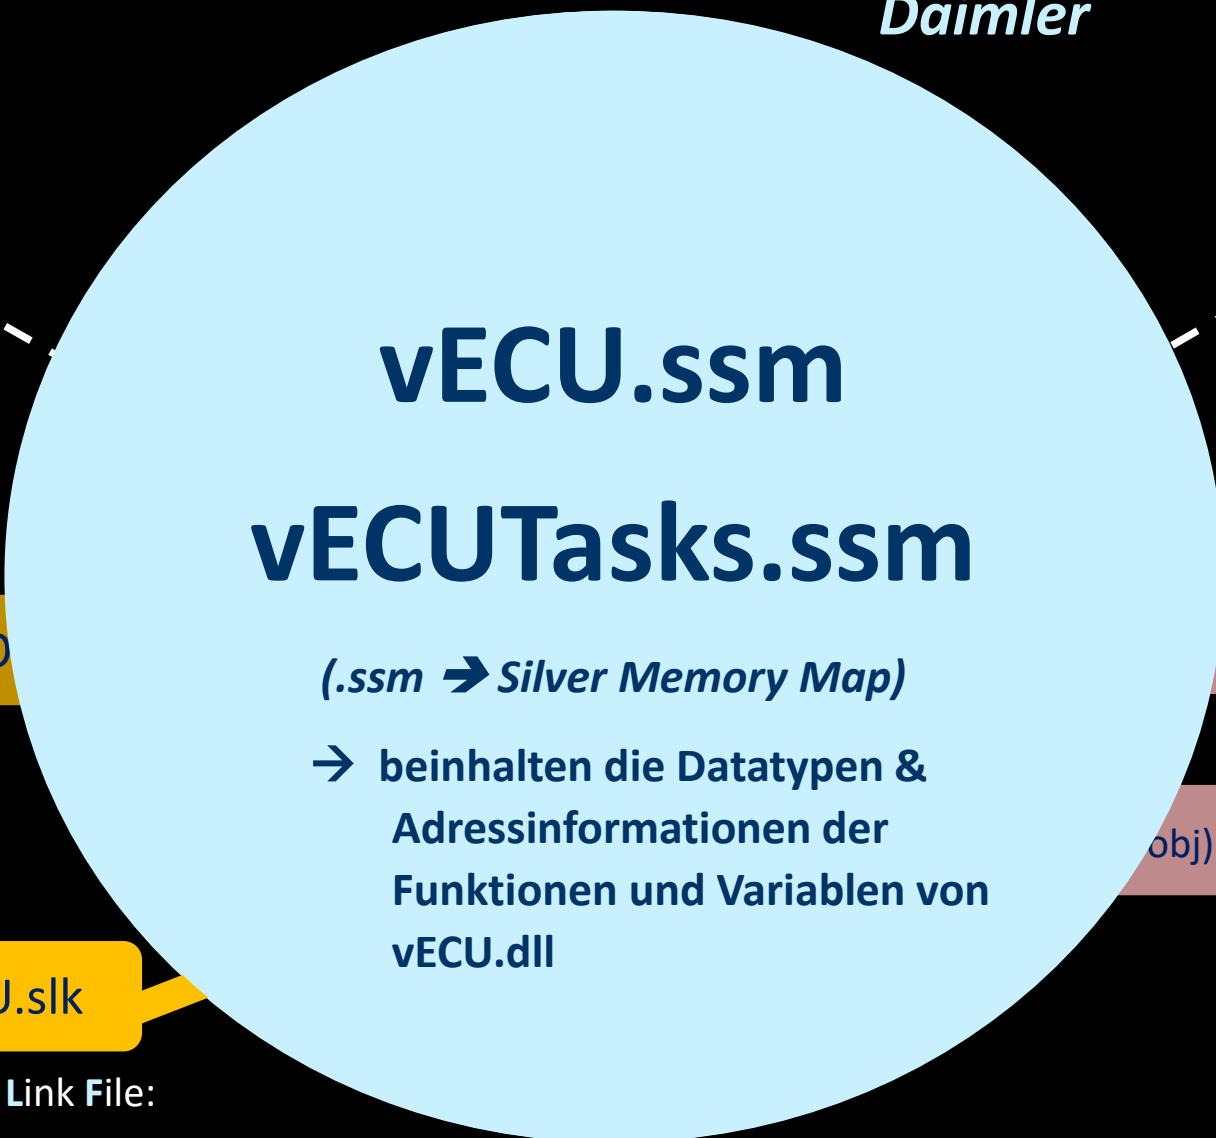 Daimler
vECU.ssm
vECUTasks.ssm
(.ssm 🡺 Silver Memory Map)
→ beinhalten die Datatypen &
Adressinformationen der
Funktionen und Variablen von
vECU.dll
obj)
U.slk
Link File: